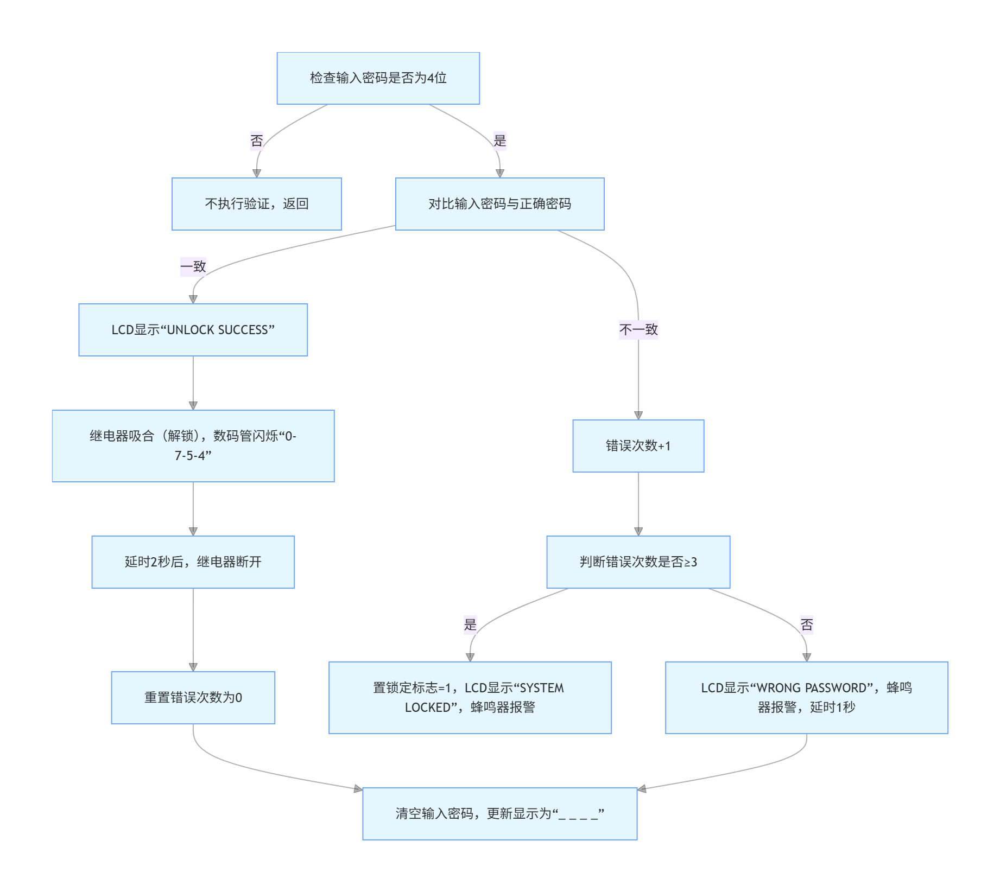 检查输入密码是否为4位
否
是
不执行验证，返回
对比输入密码与正确密码
一致
LCD显示“UNLOCK SUCCESS”
不一致
继电器吸合（解锁），数码管闪烁“0-
7-5-4”
错误次数+1
延时2秒后，继电器断开
判断错误次数是否≥3
是
否
重置错误次数为0
置锁定标志=1，LCD显示“SYSTEM
LOCKED”，蜂鸣器报警
LCD显示“WRONG PASSWORD”，蜂鸣
器报警，延时1秒
清空输入密码，更新显示为“_ _ _ _”